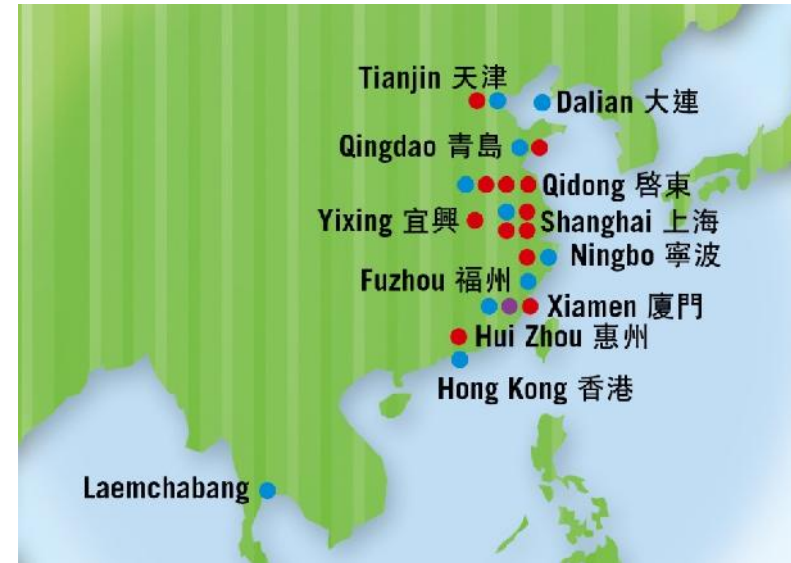 Tianjin 天津
Dalian 大連
Qingdao 青島
Qidong 啓東
Yixing 宜興
Shanghai 上海
Ningbo 寧波
Fuzhou 福州
Xiamen 廈門
Hui Zhou 惠州
Hong Kong 香港
Laemchabang